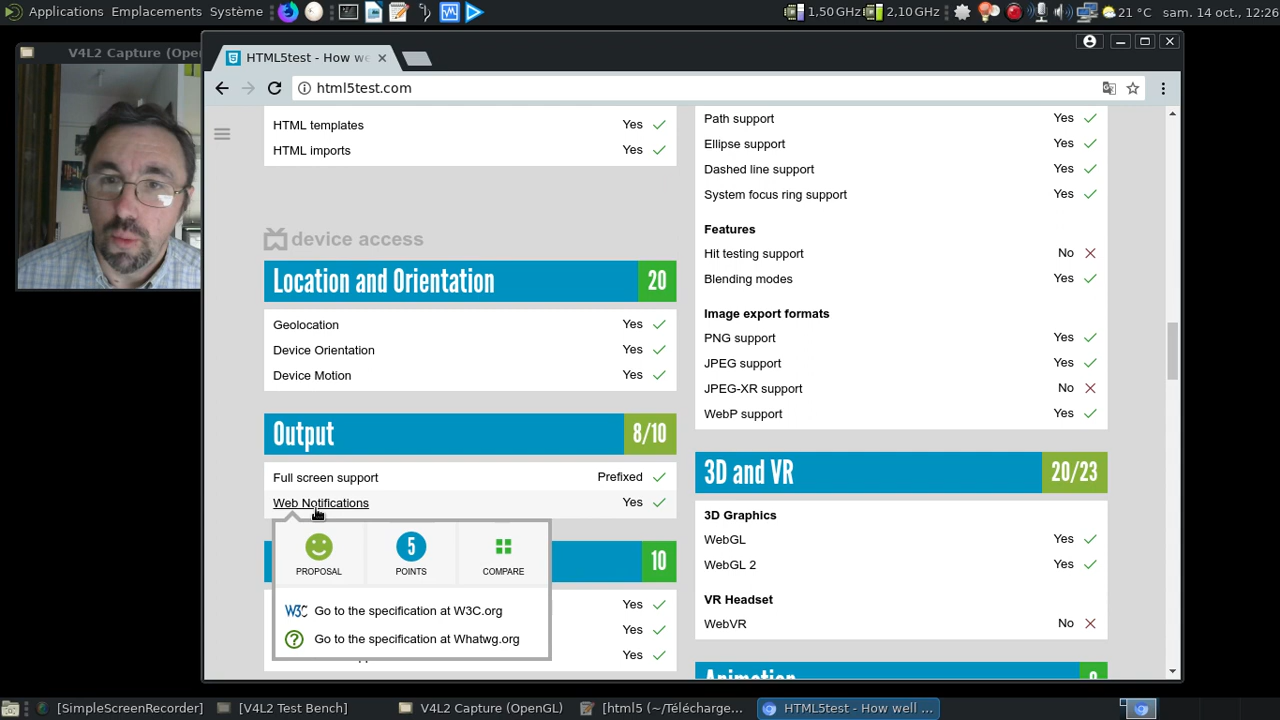 Applications Emplacements Système
1,50 GHz 2,10 GHz 21 °C sam. 14 oct., 12:26
V4L2 Capture (Ope
HTML5test - How we
html5test.com
HTML templates Yes
HTML imports Yes
device access
Location and Orientation 20
Geolocation Yes
Device Orientation Yes
Device Motion Yes
Output 8/10
Full screen support Prefixed
Web Notifications Yes
PROPOSAL
5
POINTS
COMPARE
W3C Go to the specification at W3C.org
? Go to the specification at Whatwg.org
10
Yes
Yes
Yes
Path support Yes
Ellipse support Yes
Dashed line support Yes
System focus ring support Yes
Features
Hit testing support No
Blending modes Yes
Image export formats
PNG support Yes
JPEG support Yes
JPEG-XR support No
WebP support Yes
3D and VR 20/23
3D Graphics
WebGL Yes
WebGL 2 Yes
VR Headset
WebVR No
Animation
[SimpleScreenRecorder] [V4L2 Test Bench] V4L2 Capture (OpenGL) [html5 (~/Télécharge... HTML5test - How well ...